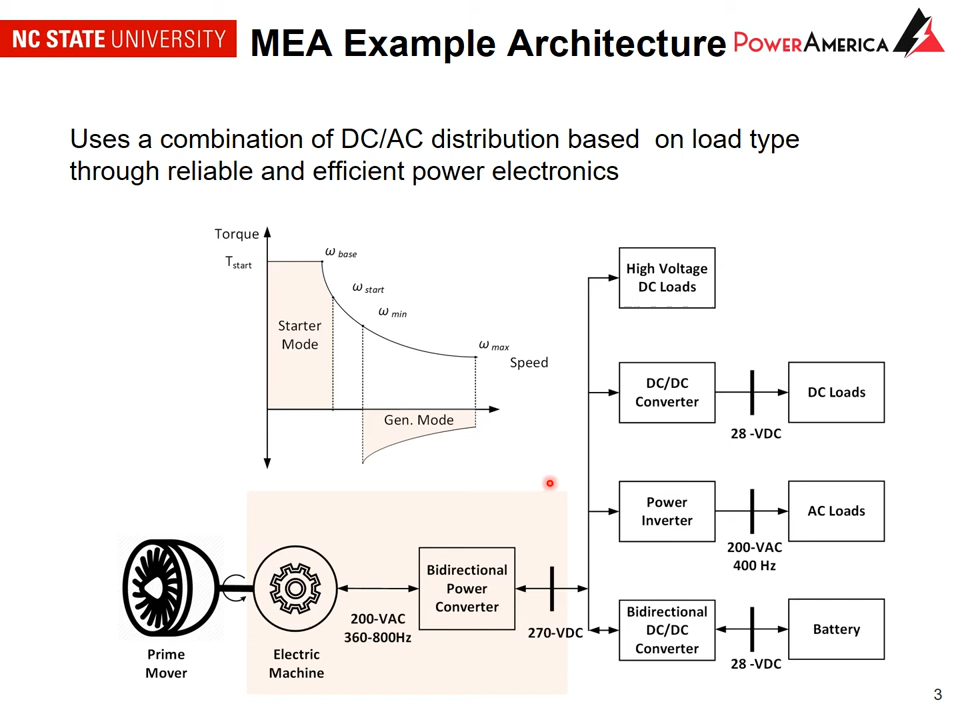 NC STATE UNIVERSITY
MEA Example Architecture
POWERAMERICA
Uses a combination of DC/AC distribution based  on load type
through reliable and efficient power electronics
Torque
T start
ω base
ω start
ω min
ω max
Speed
Starter
Mode
Gen. Mode
High Voltage
DC Loads
DC/DC
Converter
28 -VDC
DC Loads
Power
Inverter
200-VAC
400 Hz
AC Loads
Bidirectional
Power
Converter
200-VAC
360-800Hz
270-VDC
Bidirectional
DC/DC
Converter
28 -VDC
Battery
Prime
Mover
Electric
Machine
3